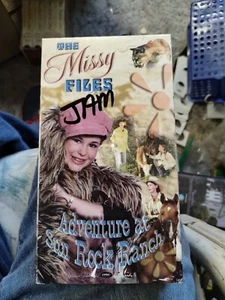 THE
Missy
FILES
JAM
Adventure at
Sun Rock Ranch